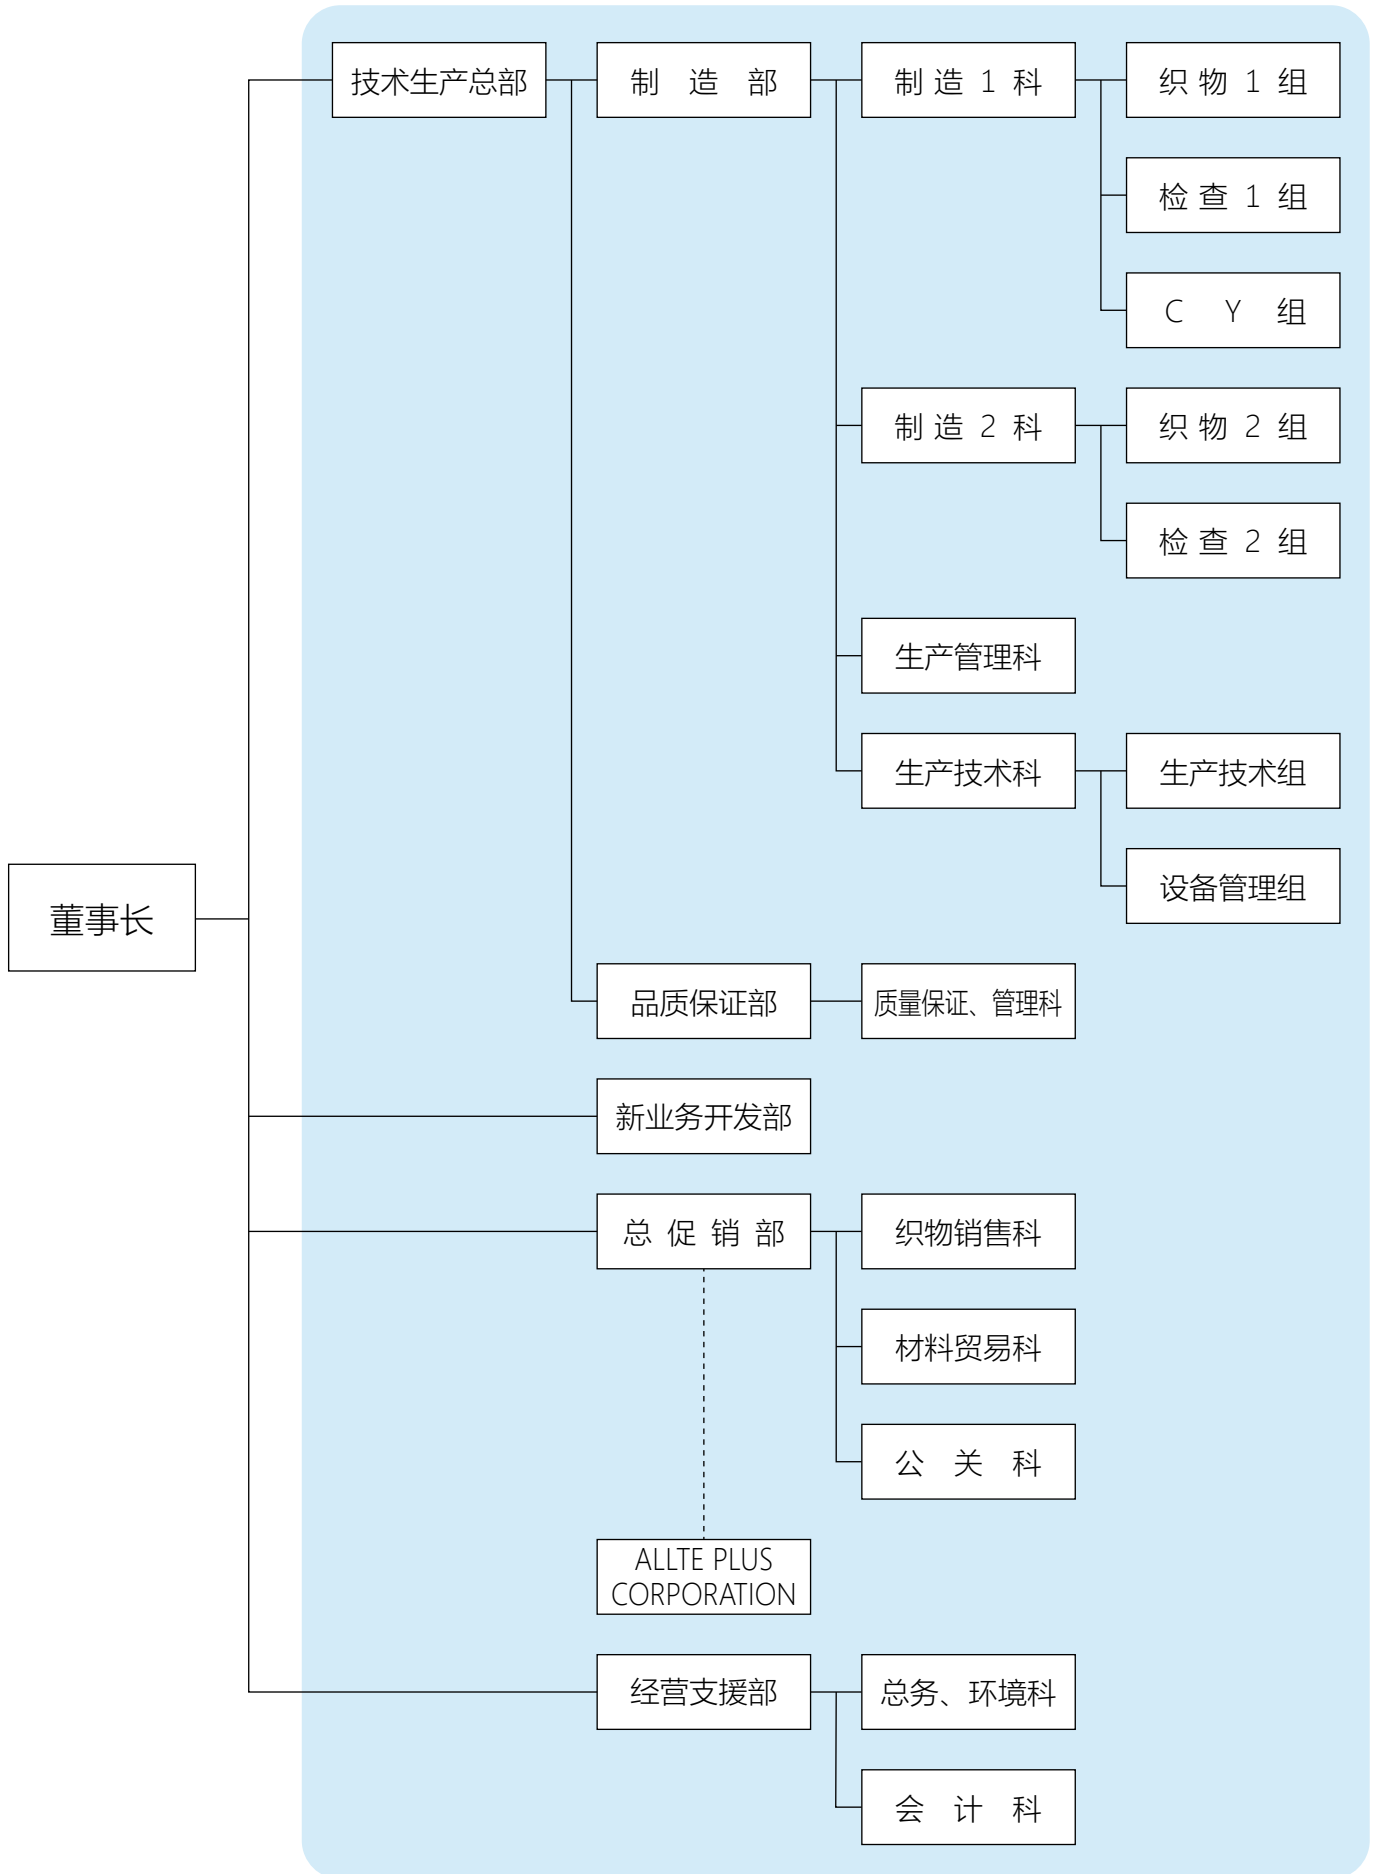 技术生产总部
制造部
制造1科
织物1组
检查1组
CY组
制造2科
织物2组
检查2组
生产管理科
生产技术科
生产技术组
设备管理组
董事长
品质保证部
质量保证、管理科
新业务开发部
总促销部
织物销售科
材料贸易科
公关科
ALLTE PLUS
CORPORATION
经营支援部
总务、环境科
会计科